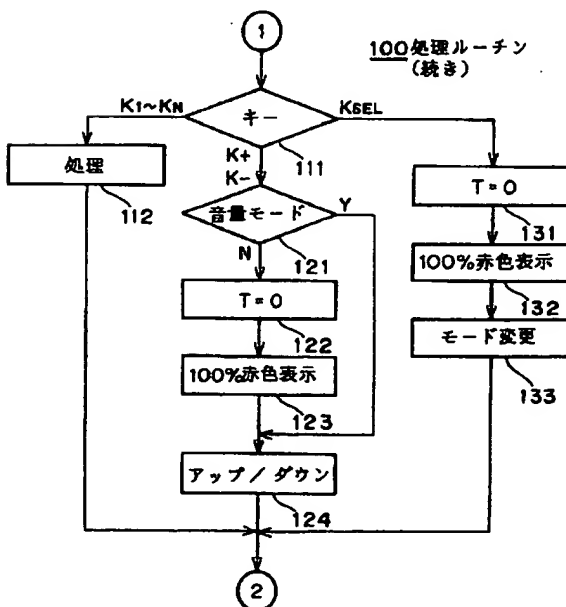 1
100処理ルーチン
(続き)
K1~KN
キー
KSEL
111
処理
112
K+
K-
音量モード
Y
121
N
T=0
131
T=0
122
100%赤色表示
132
100%赤色表示
123
モード変更
133
アップ/ダウン
124
2